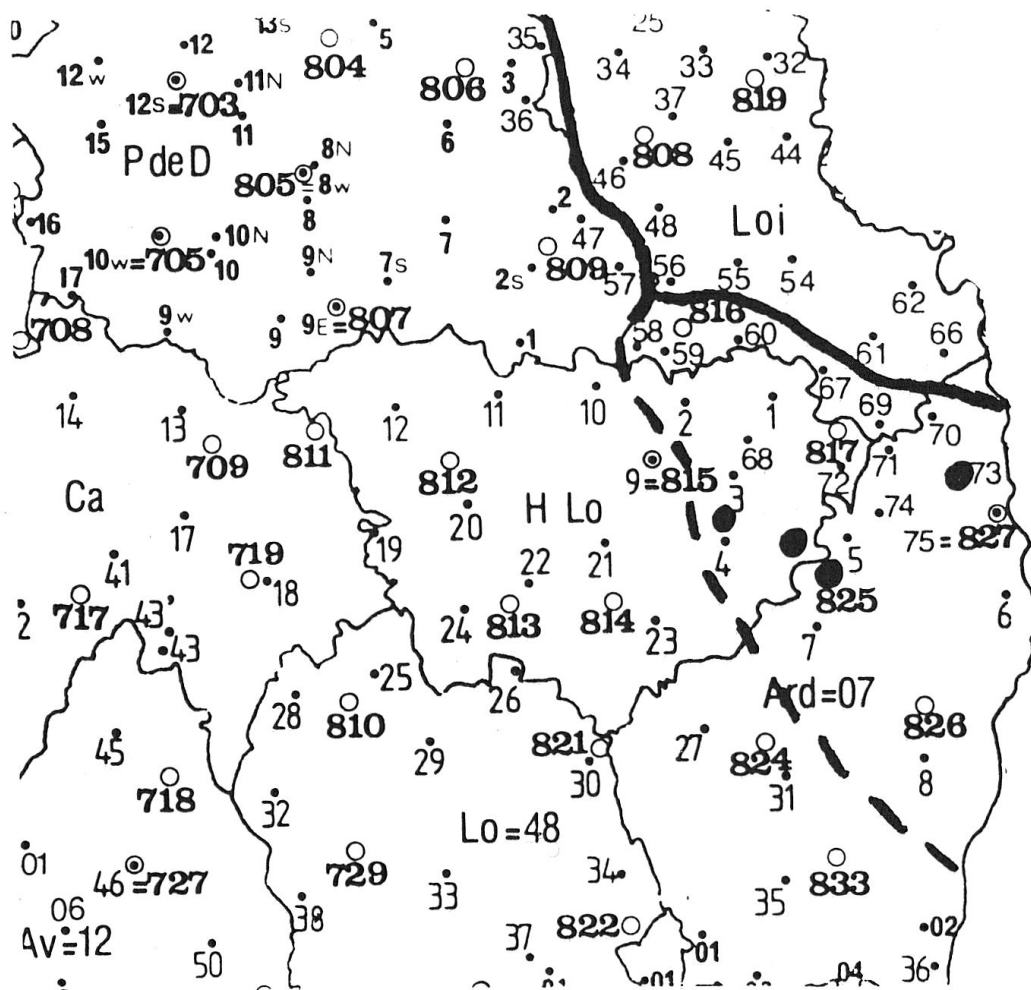 13s 5 35 25
12 804 34 33 32
12w 11N 806 3 819
12s=703 36 37
15 11 6 808 45 44
P de D 8N 46
805= 8w
16 8 2 48 Loi
10N 7 47
10w=705 10 9N 7s 2s 809 57 56 55 54
17 62
708 9w 9 9E=807 1 58 816 60 61 66
59
14 13 12 11 10 2 1 67 69 70
709 811 812 68 817 71 73
9=815 3 72
Ca 20 H Lo 74
17 19 21 4 5 75=827
41 719 22
2 717 18 825 6
43' 24 813 814 23 7
43
25 26 Ard=07
28 810 27 826
45 29 821 824
718 32 30 31 8
Lo=48
01 46=727 729 33 34 35 833
06 38 822
Av=12 50 37 01 02
01 01 04 36